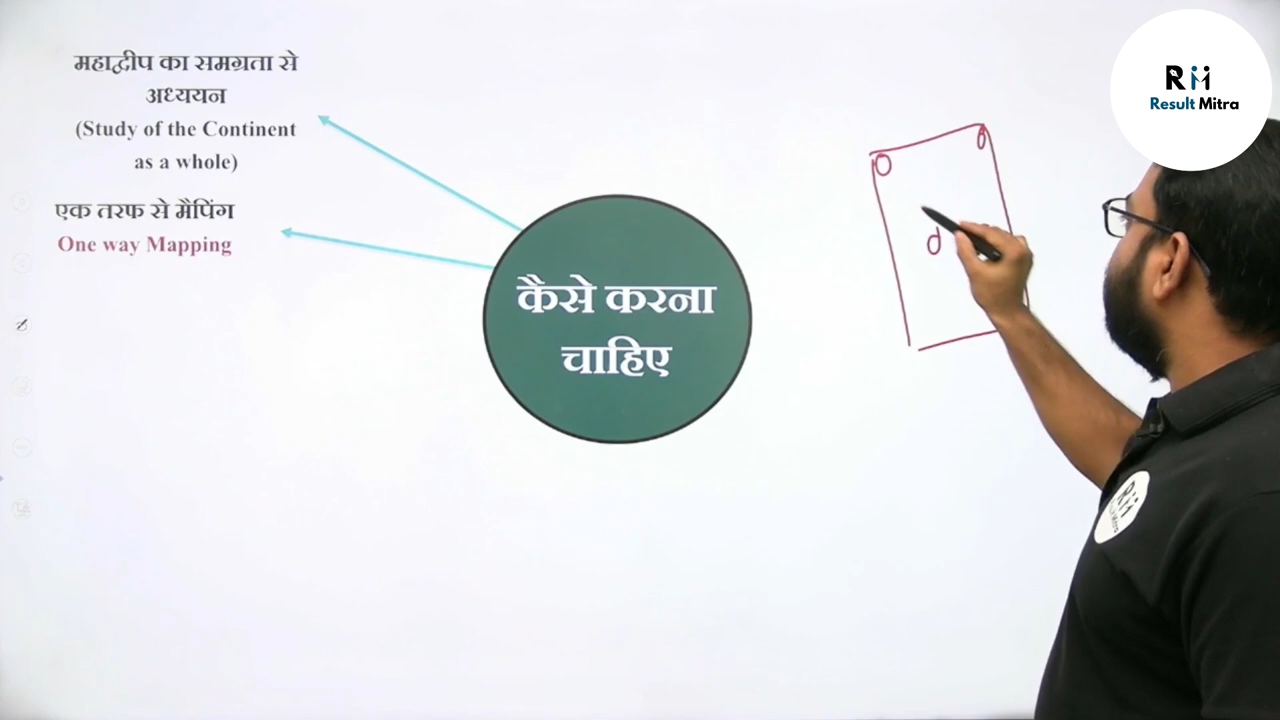 महाद्वीप का समग्रता से
अध्ययन
(Study of the Continent
as a whole)
एक तरफ से मैपिंग
One way Mapping
कैसे करना
चाहिए
RM
Result Mitra